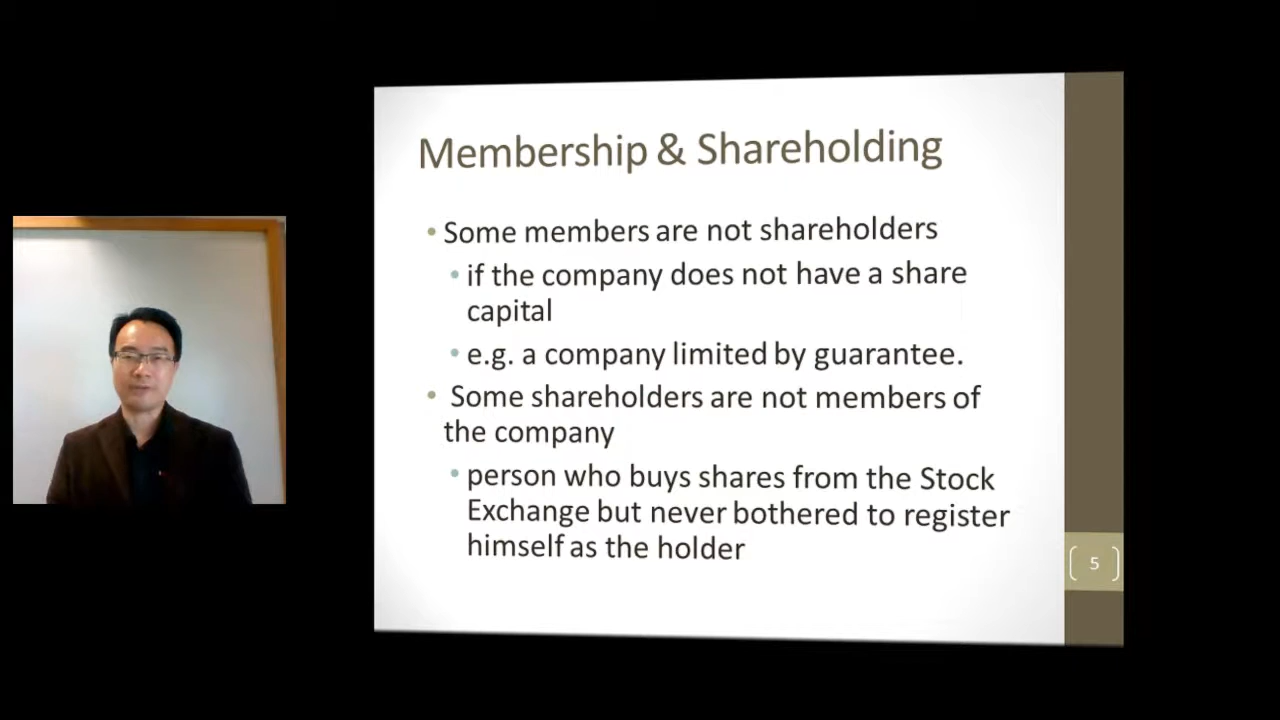 Membership & Shareholding
• Some members are not shareholders
• if the company does not have a share
capital
• e.g. a company limited by guarantee.
• Some shareholders are not members of
the company
• person who buys shares from the Stock
Exchange but never bothered to register
himself as the holder
5